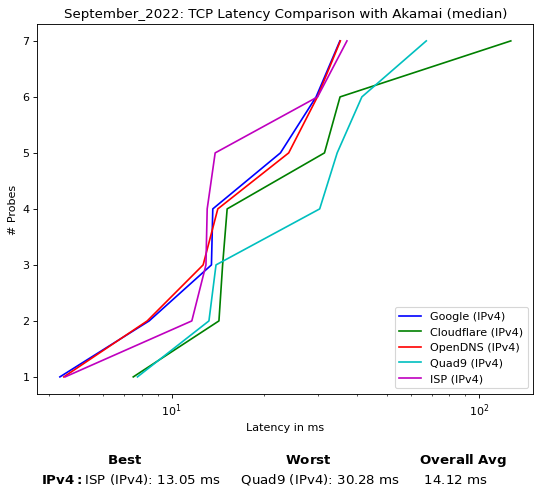 September_2022: TCP Latency Comparison with Akamai (median)
7
6
5
4
3
2
1
# Probes
10¹
10²
Latency in ms
Google (IPv4)
Cloudflare (IPv4)
OpenDNS (IPv4)
Quad9 (IPv4)
ISP (IPv4)
Best Worst Overall Avg
IPv4: ISP (IPv4): 13.05 ms Quad9 (IPv4): 30.28 ms 14.12 ms